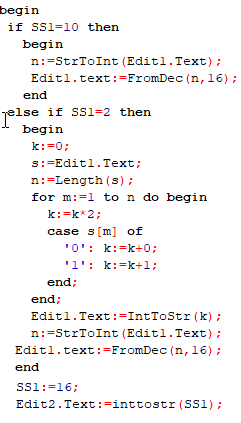 begin
if SS1=10 then
begin
n:=StrToInt(Edit1.Text);
Edit1.text:=FromDec(n,16);
end
else if SS1=2 then
begin
k:=0;
s:=Edit1.Text;
n:=Length(s);
for m:=1 to n do begin
k:=k*2;
case s[m] of
'0': k:=k+0;
'1': k:=k+1;
end;
end;
Edit1.Text:=IntToStr(k);
n:=StrToInt(Edit1.Text);
Edit1.text:=FromDec(n,16);
end
SS1:=16;
Edit2.Text:=inttostr(SS1);